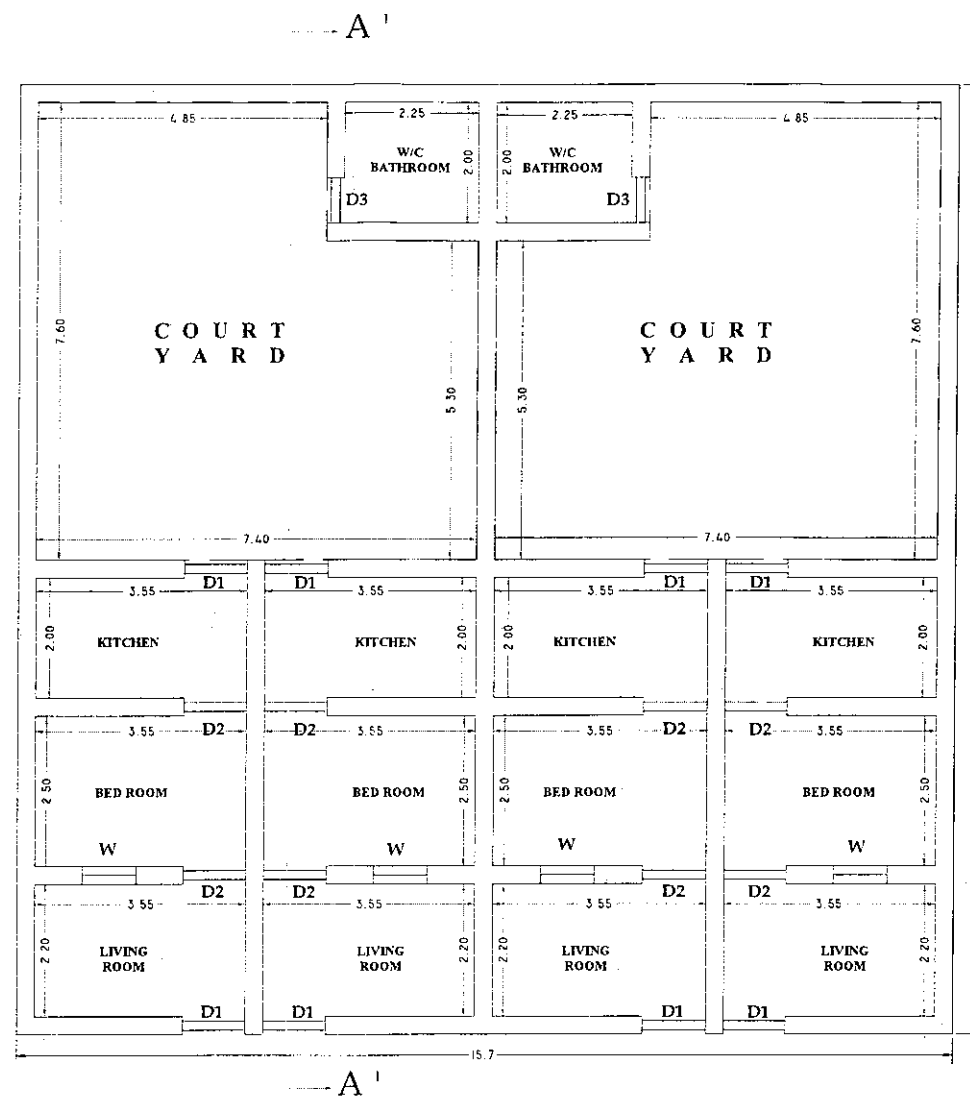 A'
4.85
2.25
2.25
4.85
W/C
BATHROOM
2.00
2.00
W/C
BATHROOM
D3
D3
7.60
COURT
YARD
5.30
5.30
COURT
YARD
7.60
7.40
7.40
D1
D1
D1
D1
3.55
3.55
3.55
3.55
2.00
KITCHEN
KITCHEN
2.00
2.00
KITCHEN
KITCHEN
2.00
3.55
D2
D2
3.55
3.55
D2
D2
3.55
2.50
BED ROOM
BED ROOM
2.50
2.50
BED ROOM
BED ROOM
2.50
W
W
W
W
D2
D2
D2
D2
3.55
3.55
3.55
3.55
2.20
LIVING
ROOM
LIVING
ROOM
2.20
2.20
LIVING
ROOM
LIVING
ROOM
2.20
D1
D1
D1
D1
15.7
A'